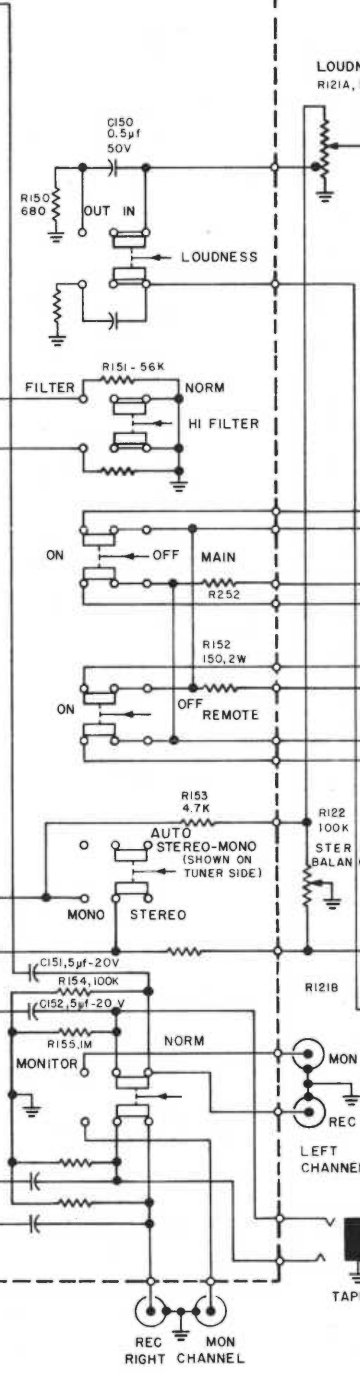 LOUDN
R121A,
C150
0.5µf
50V
R150
680
OUT IN
LOUDNESS
R151-56K
FILTER
NORM
HI FILTER
ON
OFF
MAIN
R252
R152
150,2W
ON
OFF
REMOTE
R153
4.7K
R122
100K
AUTO
STEREO-MONO
(SHOWN ON
TUNER SIDE)
STER
BALAN
MONO
STEREO
C151,5µf-20V
R154,100K
R121B
C152,5µf-20V
R155,1M
NORM
MONITOR
MON
REC
LEFT
CHANNEL
TAP
REC MON
RIGHT CHANNEL